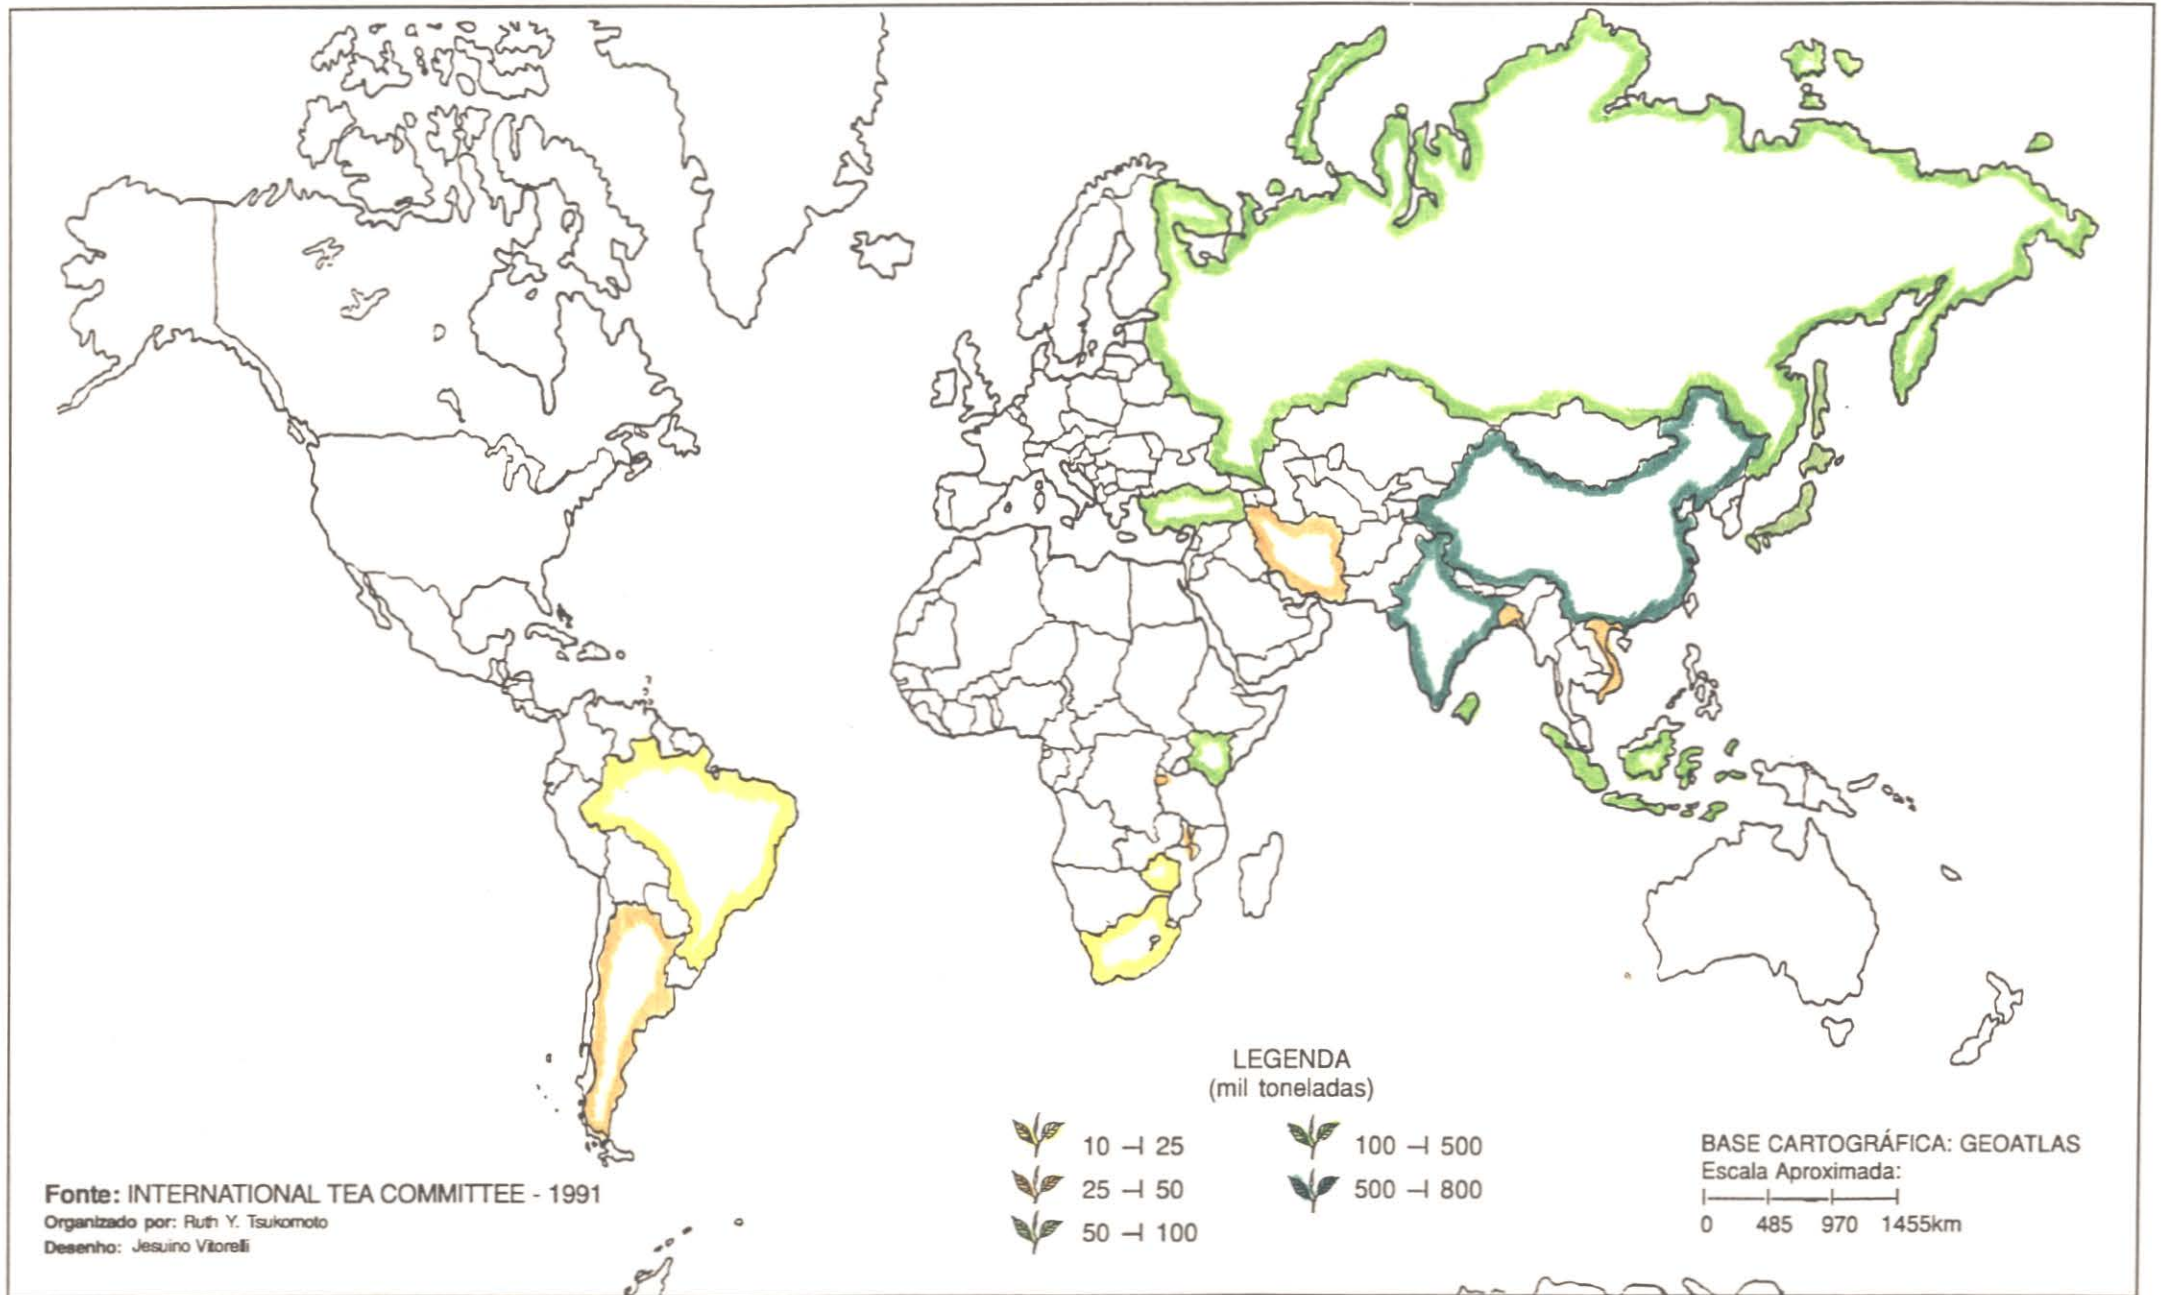 LEGENDA
(mil toneladas)
10 ⊣ 25
25 ⊣ 50
50 ⊣ 100
100 ⊣ 500
500 ⊣ 800
Fonte: INTERNATIONAL TEA COMMITTEE - 1991
Organizado por: Ruth Y. Tsukomoto
Desenho: Jesuino Vitorelli
BASE CARTOGRÁFICA: GEOATLAS
Escala Aproximada:
0 485 970 1455km